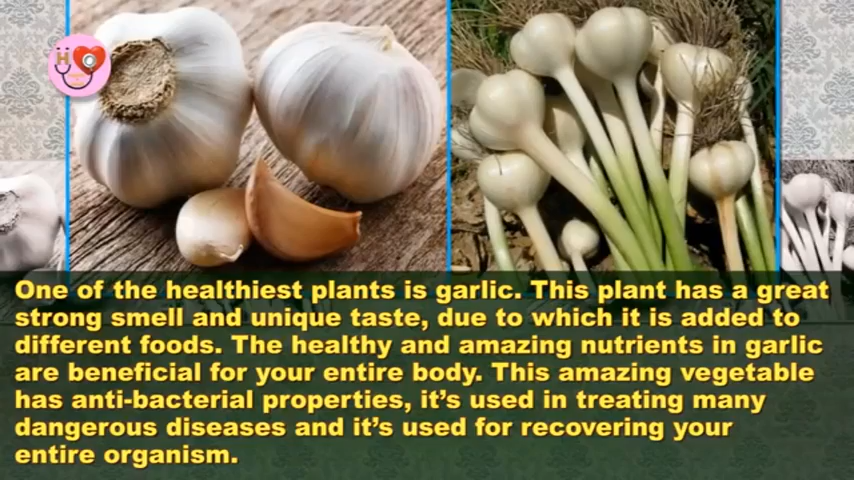 One of the healthiest plants is garlic. This plant has a great
strong smell and unique taste, due to which it is added to
different foods. The healthy and amazing nutrients in garlic
are beneficial for your entire body. This amazing vegetable
has anti-bacterial properties, it's used in treating many
dangerous diseases and it's used for recovering your
entire organism.